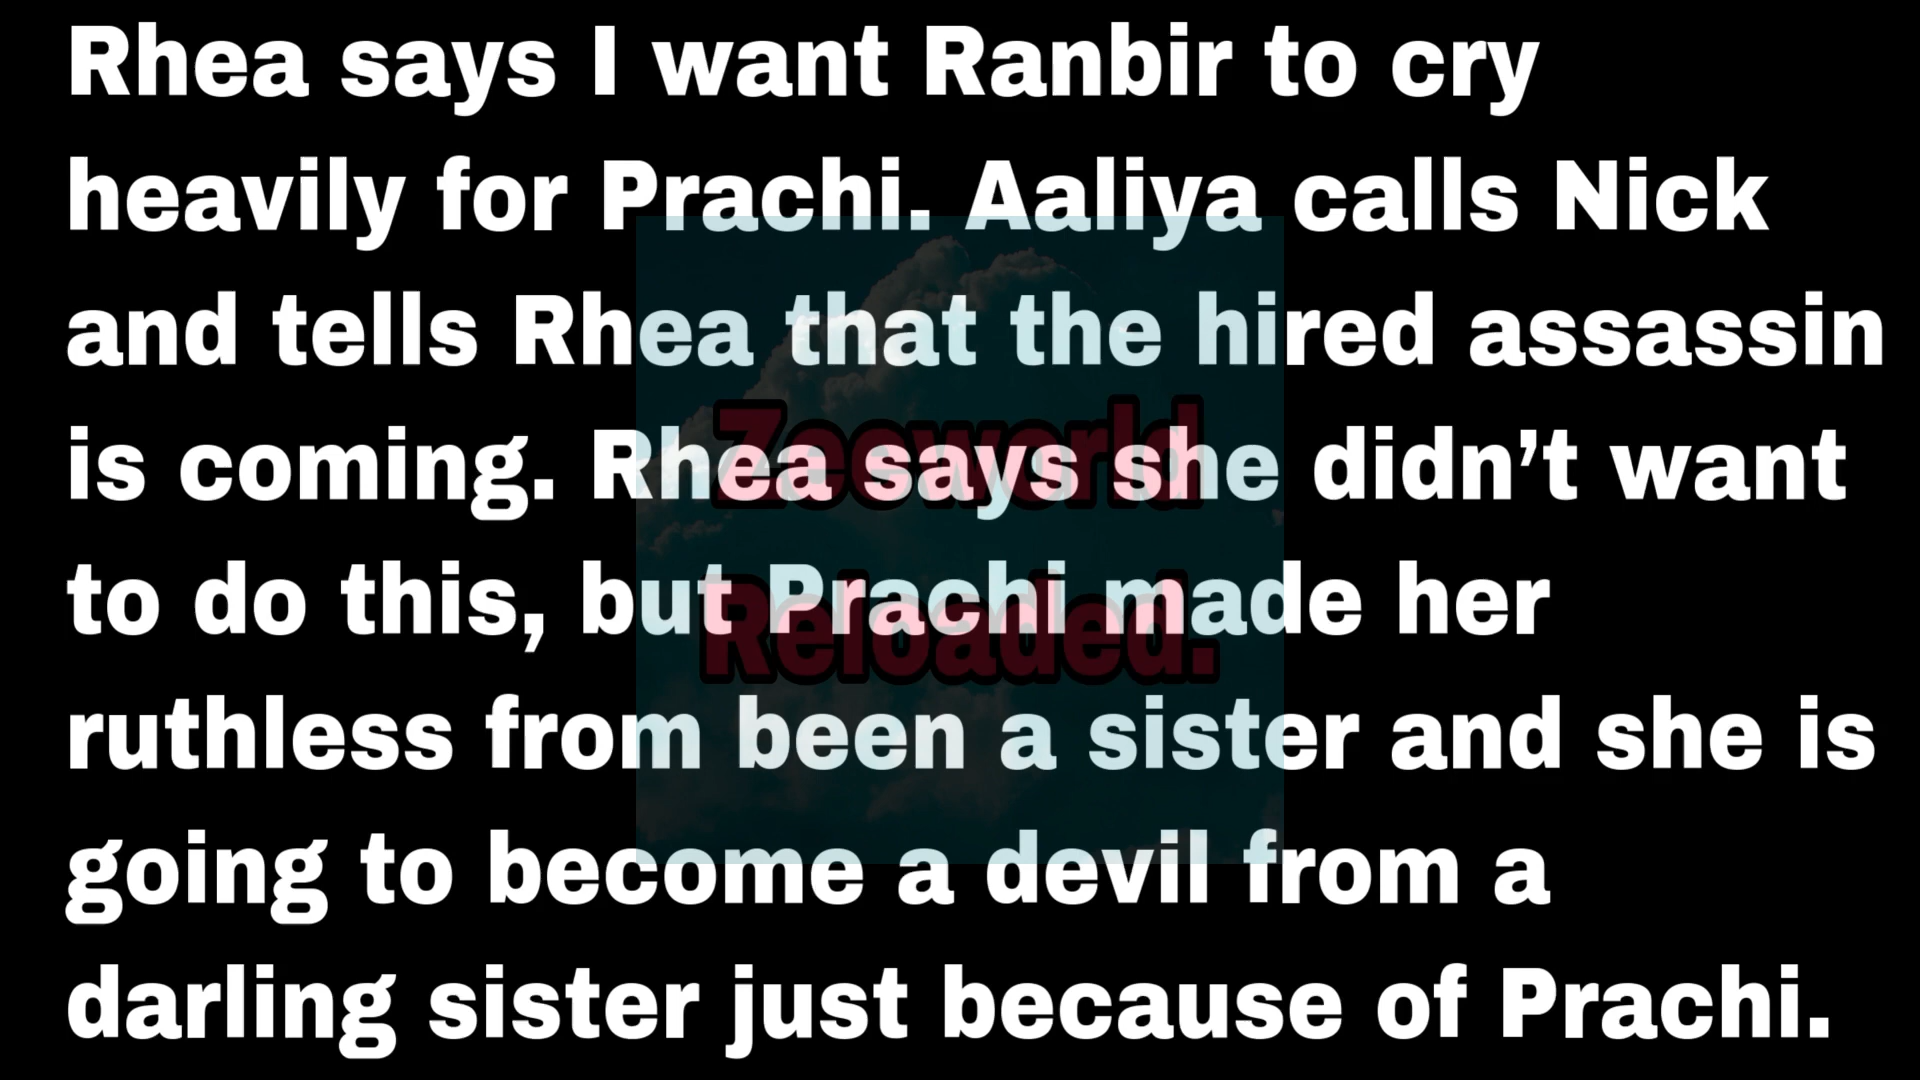 Rhea says I want Ranbir to cry
heavily for Prachi. Aaliya calls Nick
and tells Rhea that the hired assassin
is coming. Rhea says she didn’t want
to do this, but Prachi made her
ruthless from been a sister and she is
going to become a devil from a
darling sister just because of Prachi.
Zeeworld
Reloaded.